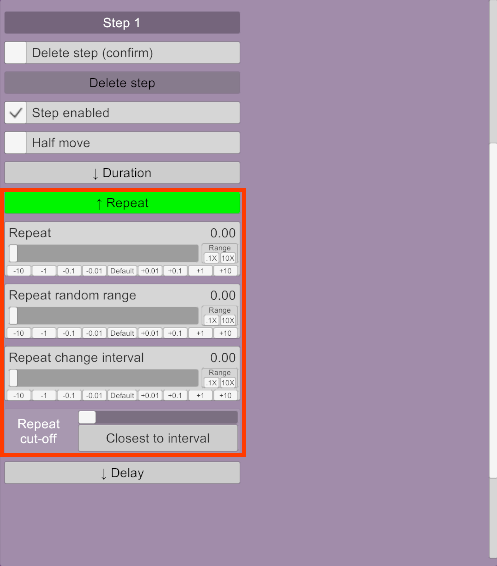 Step 1
Delete step (confirm)
Delete step
Step enabled
Half move
↓ Duration
↑ Repeat
Repeat 0.00
Range
.1X 10X
-10 -1 -0.1 -0.01 Default +0.01 +0.1 +1 +10
Repeat random range 0.00
Range
.1X 10X
-10 -1 -0.1 -0.01 Default +0.01 +0.1 +1 +10
Repeat change interval 0.00
Range
.1X 10X
-10 -1 -0.1 -0.01 Default +0.01 +0.1 +1 +10
Repeat
cut-off
Closest to interval
↓ Delay